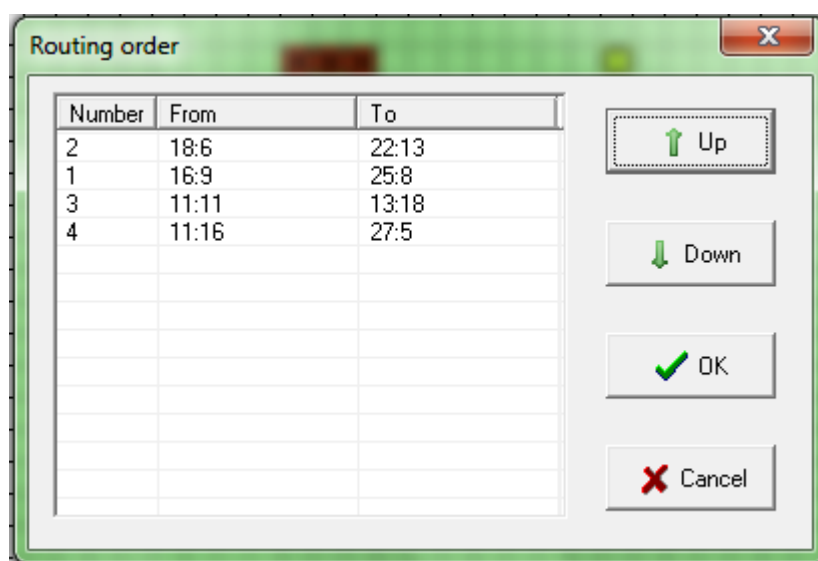 Routing order
Number From To
2 18:6 22:13
1 16:9 25:8
3 11:11 13:18
4 11:16 27:5
Up
Down
OK
Cancel